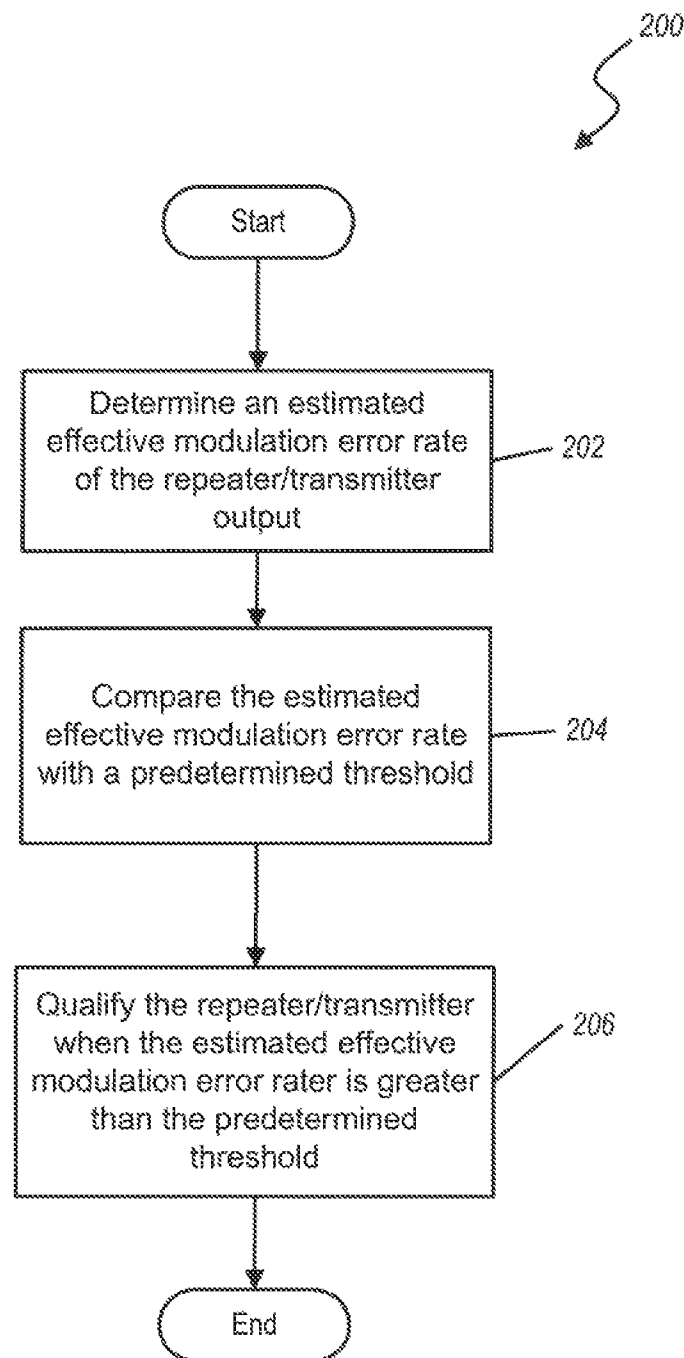 200
Start
Determine an estimated
effective modulation error rate
of the repeater/transmitter
output
202
Compare the estimated
effective modulation error rate
with a predetermined threshold
204
Qualify the repeater/transmitter
when the estimated effective
modulation error rater is greater
than the predetermined
threshold
206
End